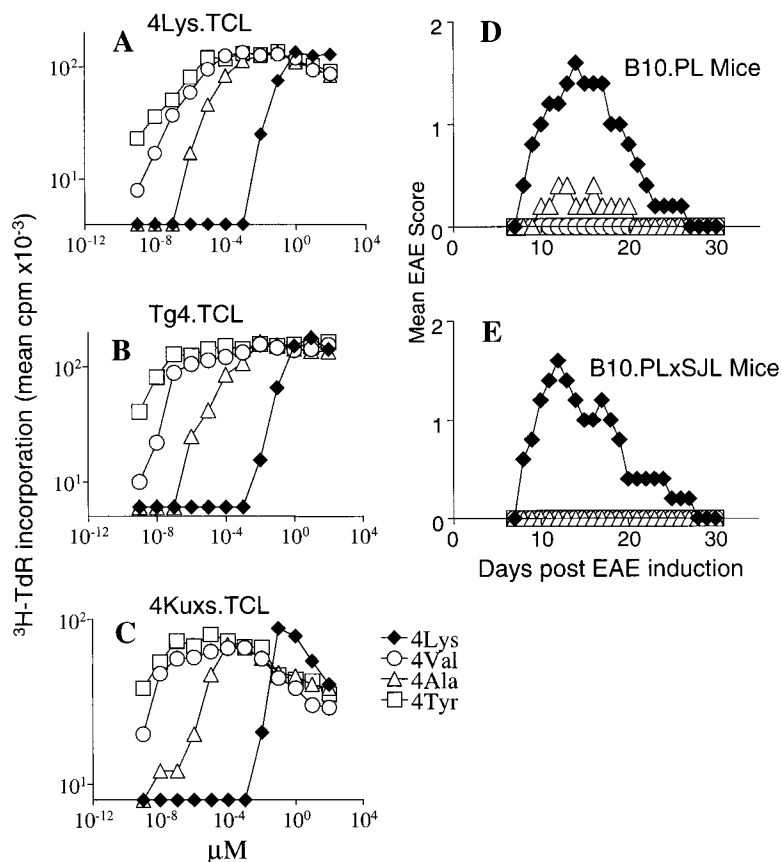 ³H-TdR incorporation (mean cpm x10⁻³)
A
4Lys.TCL
10²
10¹
10⁻¹²
10⁻⁸
10⁻⁴
10⁰
10⁴
B
Tg4.TCL
10²
10¹
10⁻¹²
10⁻⁸
10⁻⁴
10⁰
10⁴
C
4Kuxs.TCL
10²
10¹
10⁻¹²
10⁻⁸
10⁻⁴
10⁰
10⁴
µM
4Lys
4Val
4Ala
4Tyr
Mean EAE Score
D
B10.PL Mice
2
1
0
0
10
20
30
E
B10.PLxSJL Mice
2
1
0
0
10
20
30
Days post EAE induction